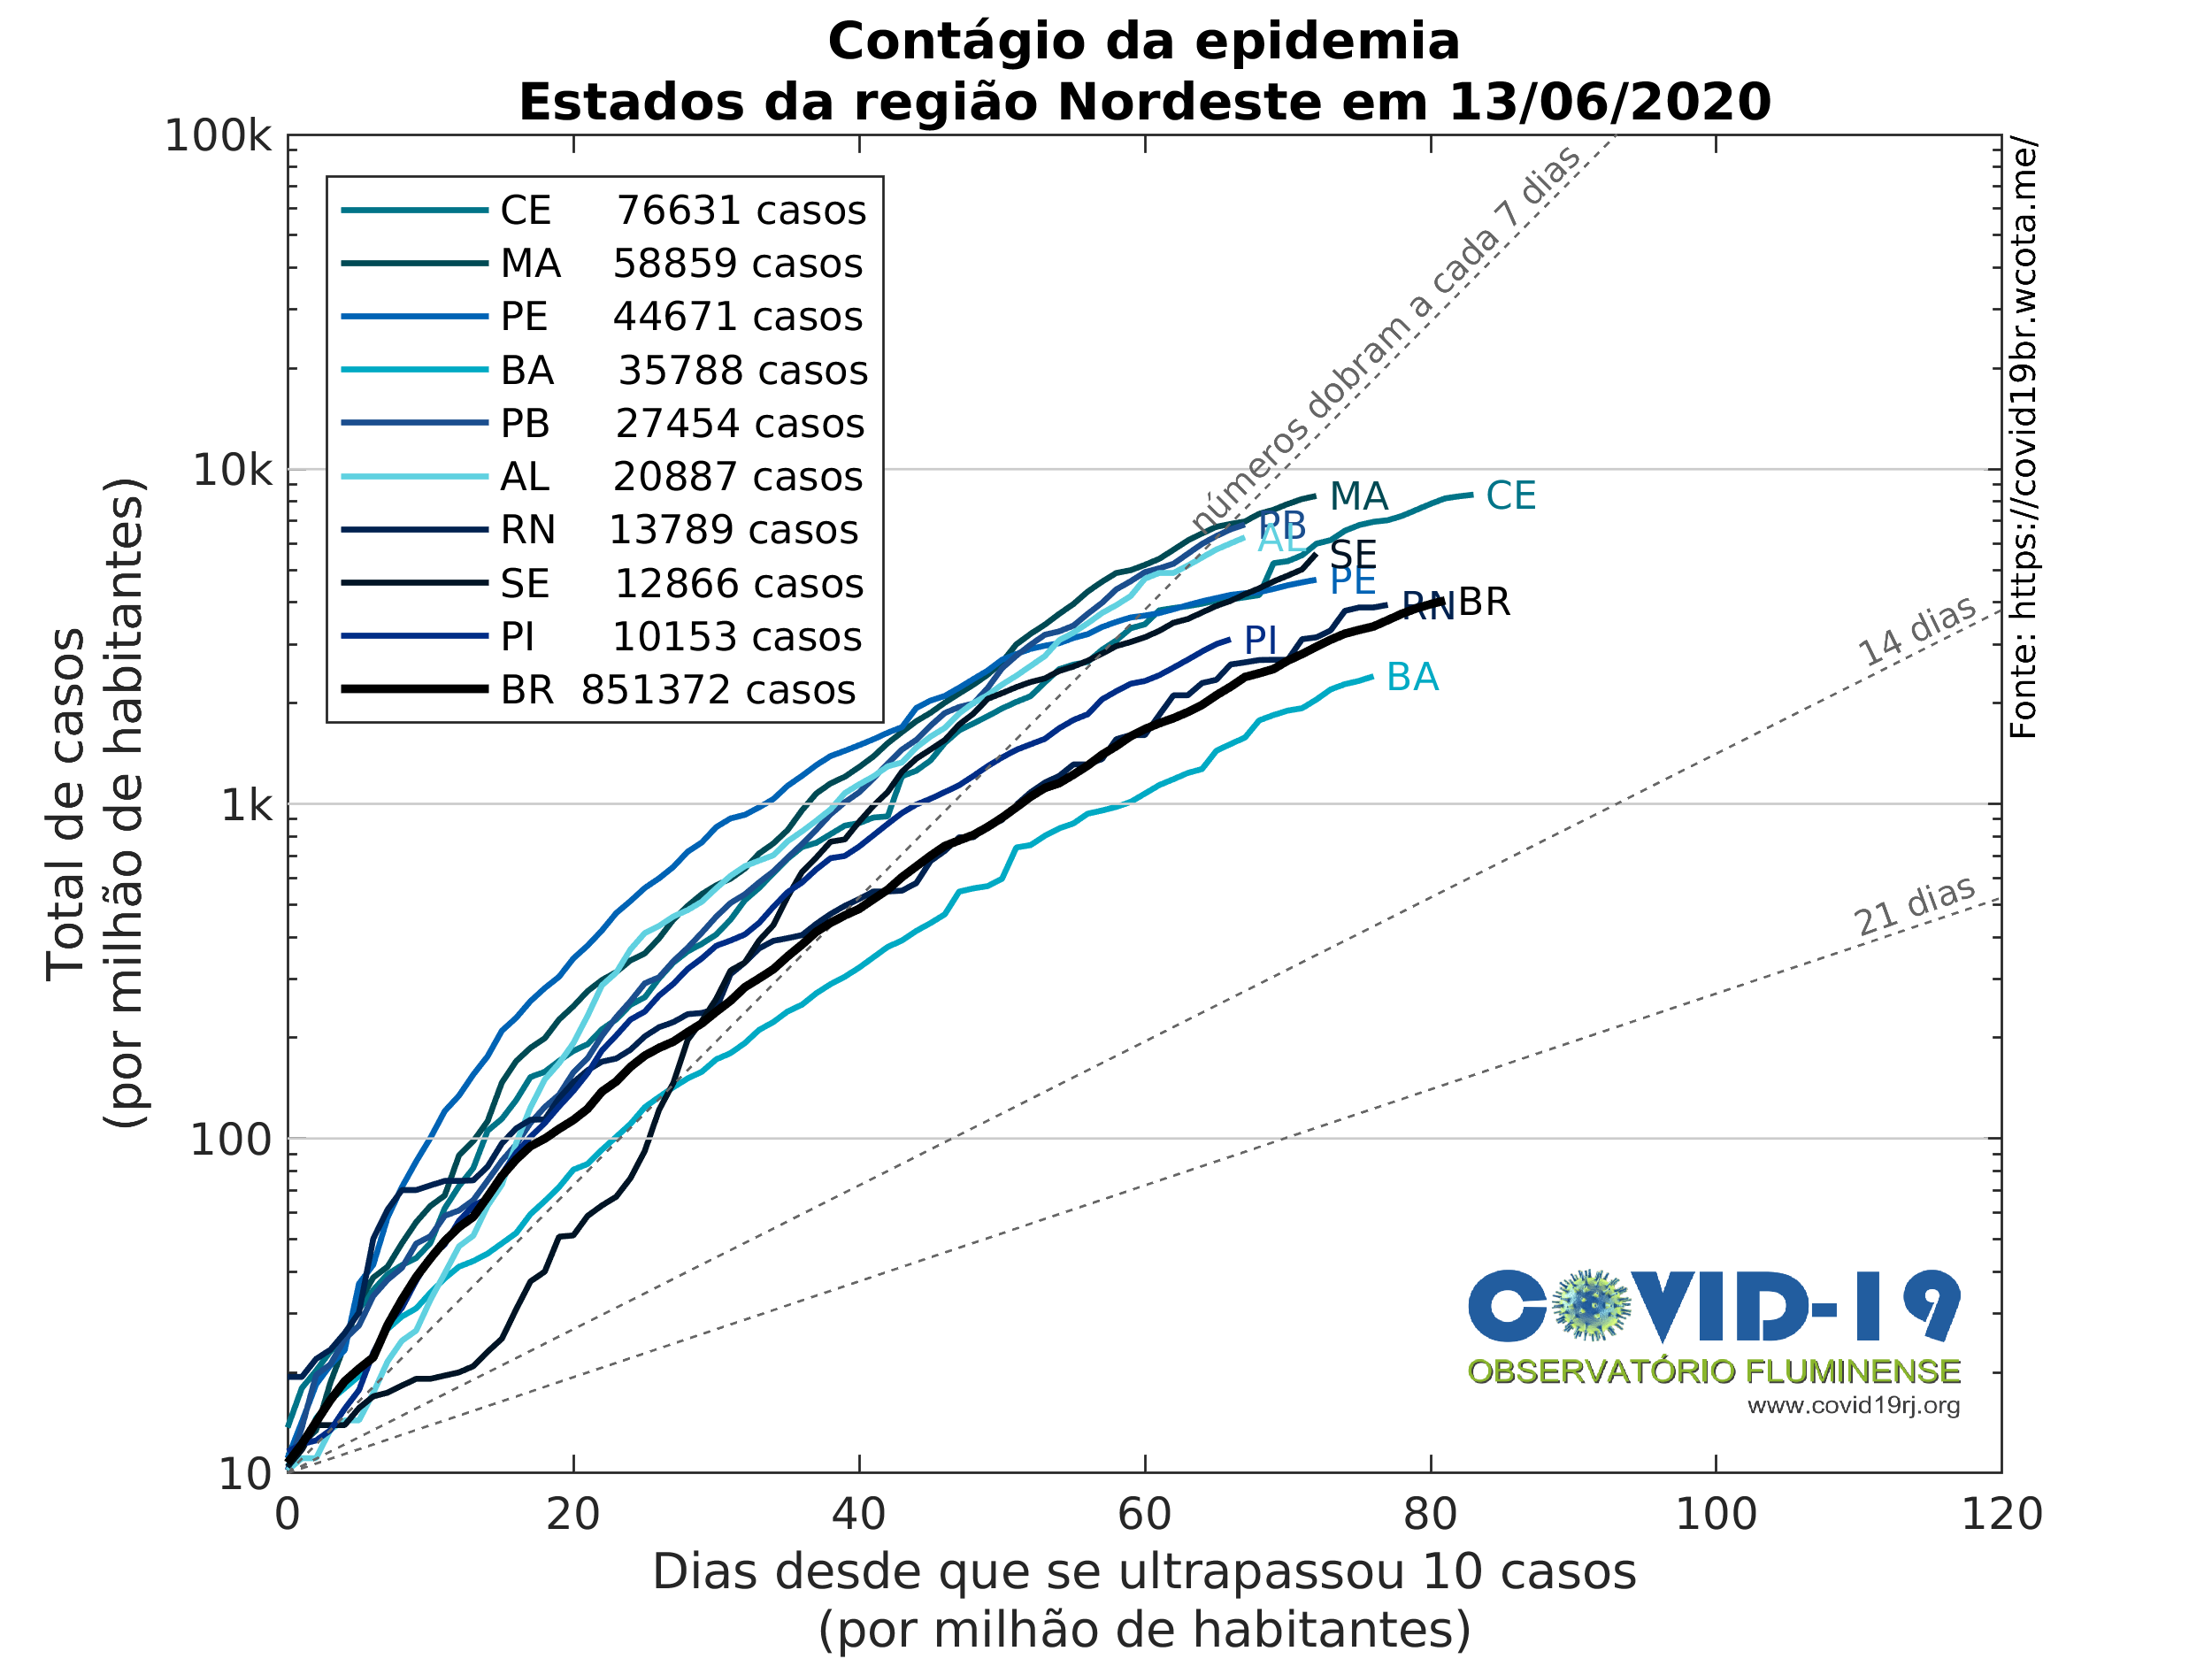 Contágio da epidemia
Estados da região Nordeste em 13/06/2020
100k
10k
1k
100
10
Total de casos
(por milhão de habitantes)
CE 76631 casos
MA 58859 casos
PE 44671 casos
BA 35788 casos
PB 27454 casos
AL 20887 casos
RN 13789 casos
SE 12866 casos
PI 10153 casos
BR 851372 casos
números dobram a cada 7 dias
14 dias
21 dias
MA
CE
PB
AL
SE
PE
RN
BR
PI
BA
Fonte: https://covid19br.wcota.me/
COVID-19
OBSERVATÓRIO FLUMINENSE
www.covid19rj.org
0 20 40 60 80 100 120
Dias desde que se ultrapassou 10 casos
(por milhão de habitantes)